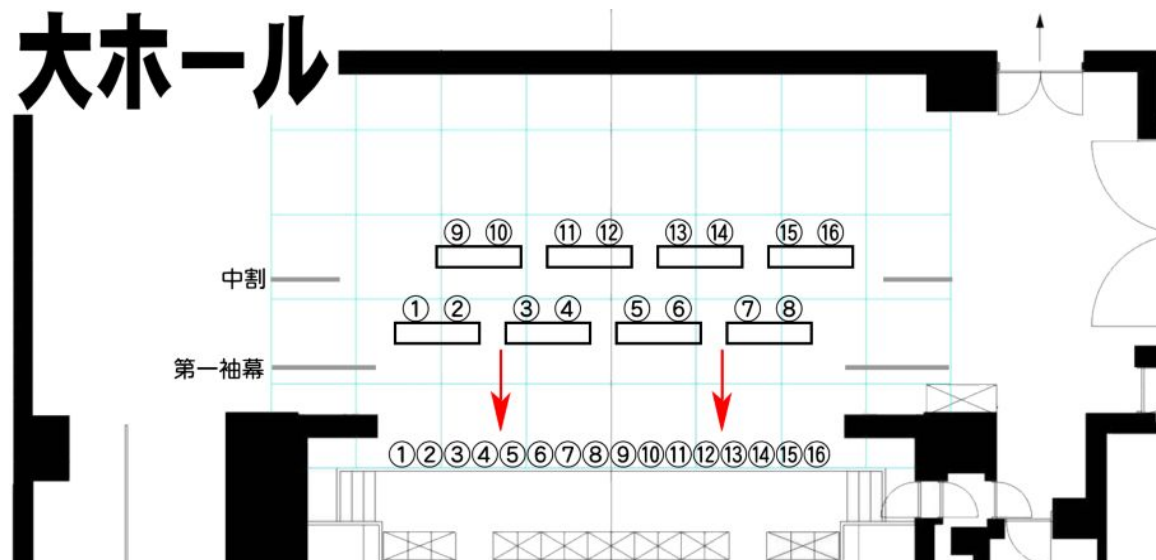 大ホール
⑨ ⑩ ⑪ ⑫ ⑬ ⑭ ⑮ ⑯
中割
① ② ③ ④ ⑤ ⑥ ⑦ ⑧
第一袖幕
①②③④⑤⑥⑦⑧⑨⑩⑪⑫⑬⑭⑮⑯